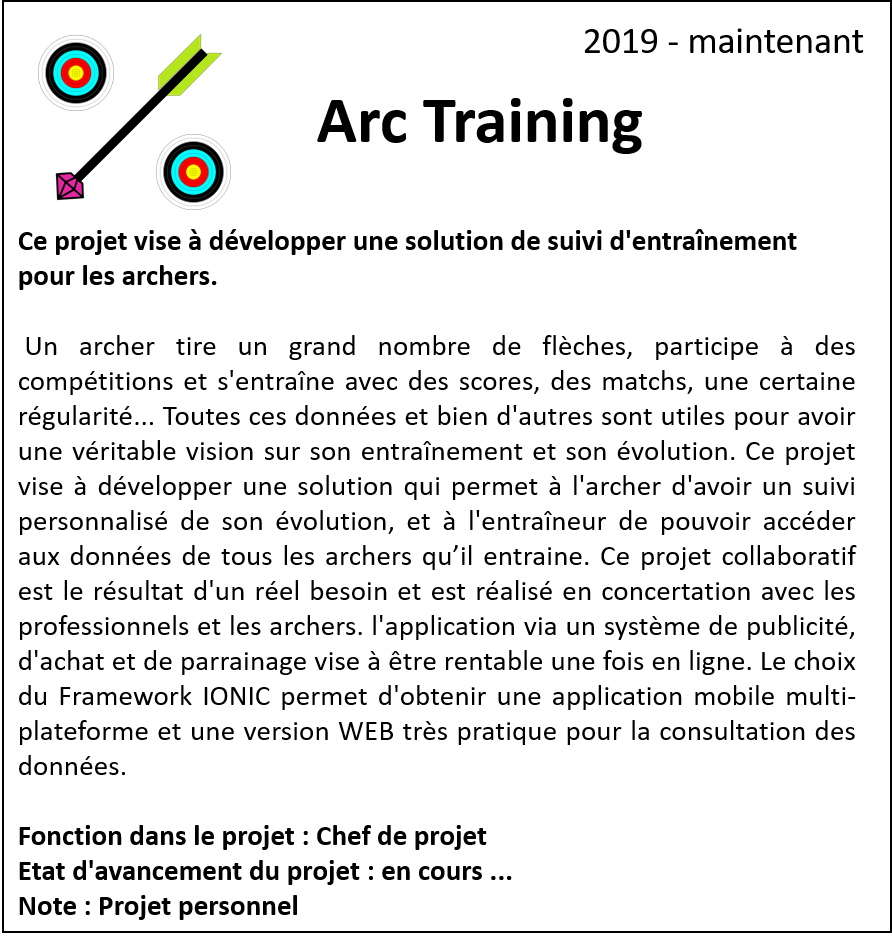 2019 - maintenant
Arc Training
Ce projet vise à développer une solution de suivi d'entraînement
pour les archers.
Un archer tire un grand nombre de flèches, participe à des
compétitions et s'entraîne avec des scores, des matchs, une certaine
régularité... Toutes ces données et bien d'autres sont utiles pour avoir
une véritable vision sur son entraînement et son évolution. Ce projet
vise à développer une solution qui permet à l'archer d'avoir un suivi
personnalisé de son évolution, et à l'entraîneur de pouvoir accéder
aux données de tous les archers qu’il entraine. Ce projet collaboratif
est le résultat d'un réel besoin et est réalisé en concertation avec les
professionnels et les archers. l'application via un système de publicité,
d'achat et de parrainage vise à être rentable une fois en ligne. Le choix
du Framework IONIC permet d'obtenir une application mobile multi-
plateforme et une version WEB très pratique pour la consultation des
données.
Fonction dans le projet : Chef de projet
Etat d'avancement du projet : en cours ...
Note : Projet personnel